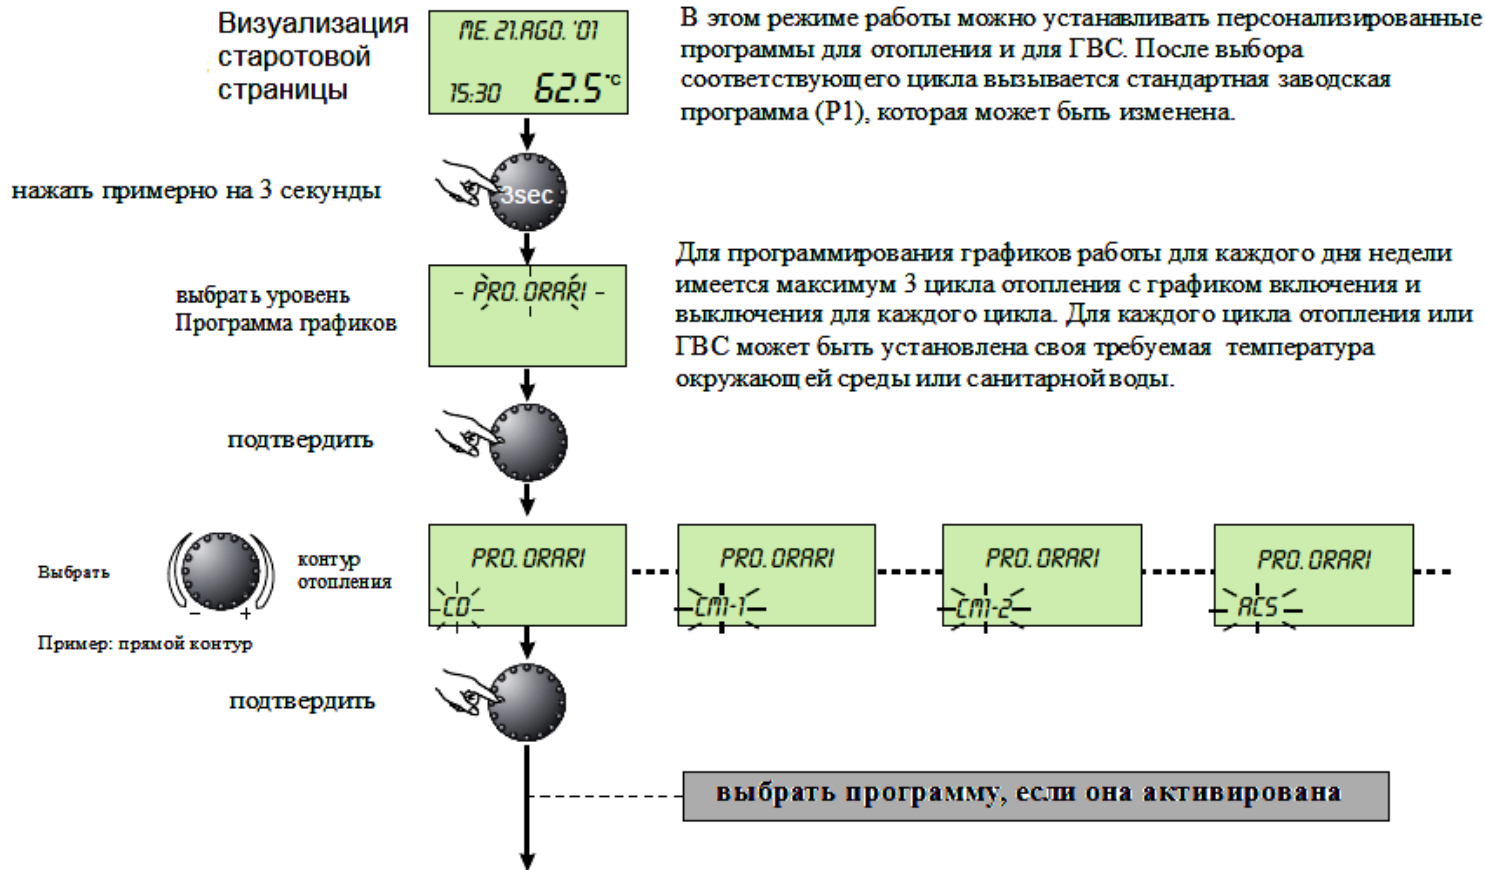 Визуализация
старотовой
страницы
ME. 21.AGO. '01
15:30 62.5°C
В этом режиме работы можно устанавливать персонализированные
программы для отопления и для ГВС. После выбора
соответствующего цикла вызывается стандартная заводская
программа (P1), которая может быть изменена.
нажать примерно на 3 секунды
3sec
Для программирования графиков работы для каждого дня недели
имеется максимум 3 цикла отопления с графиком включения и
выключения для каждого цикла. Для каждого цикла отопления или
ГВС может быть установлена своя требуемая температура
окружающей среды или санитарной воды.
выбрать уровень
Программа графиков
- PRO. ORARI -
подтвердить
Выбрать
- +
контур
отопления
Пример: прямой контур
PRO. ORARI
CD
PRO. ORARI
CM1-1
PRO. ORARI
CM1-2
PRO. ORARI
ACS
подтвердить
выбрать программу, если она активирована